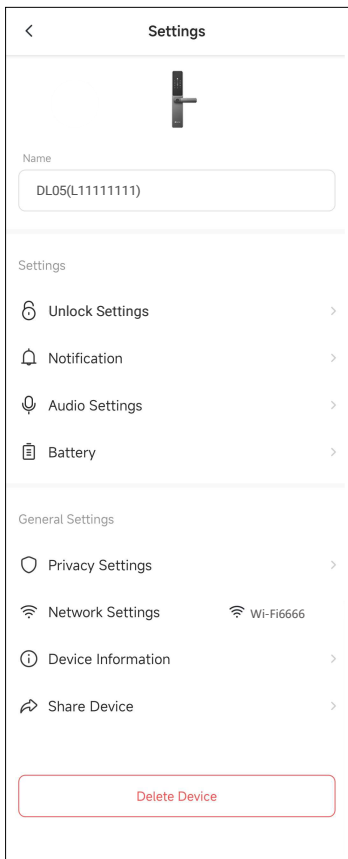 Settings
Name
DL05(L11111111)
Settings
Unlock Settings
Notification
Audio Settings
Battery
General Settings
Privacy Settings
Network Settings Wi-Fi6666
Device Information
Share Device
Delete Device